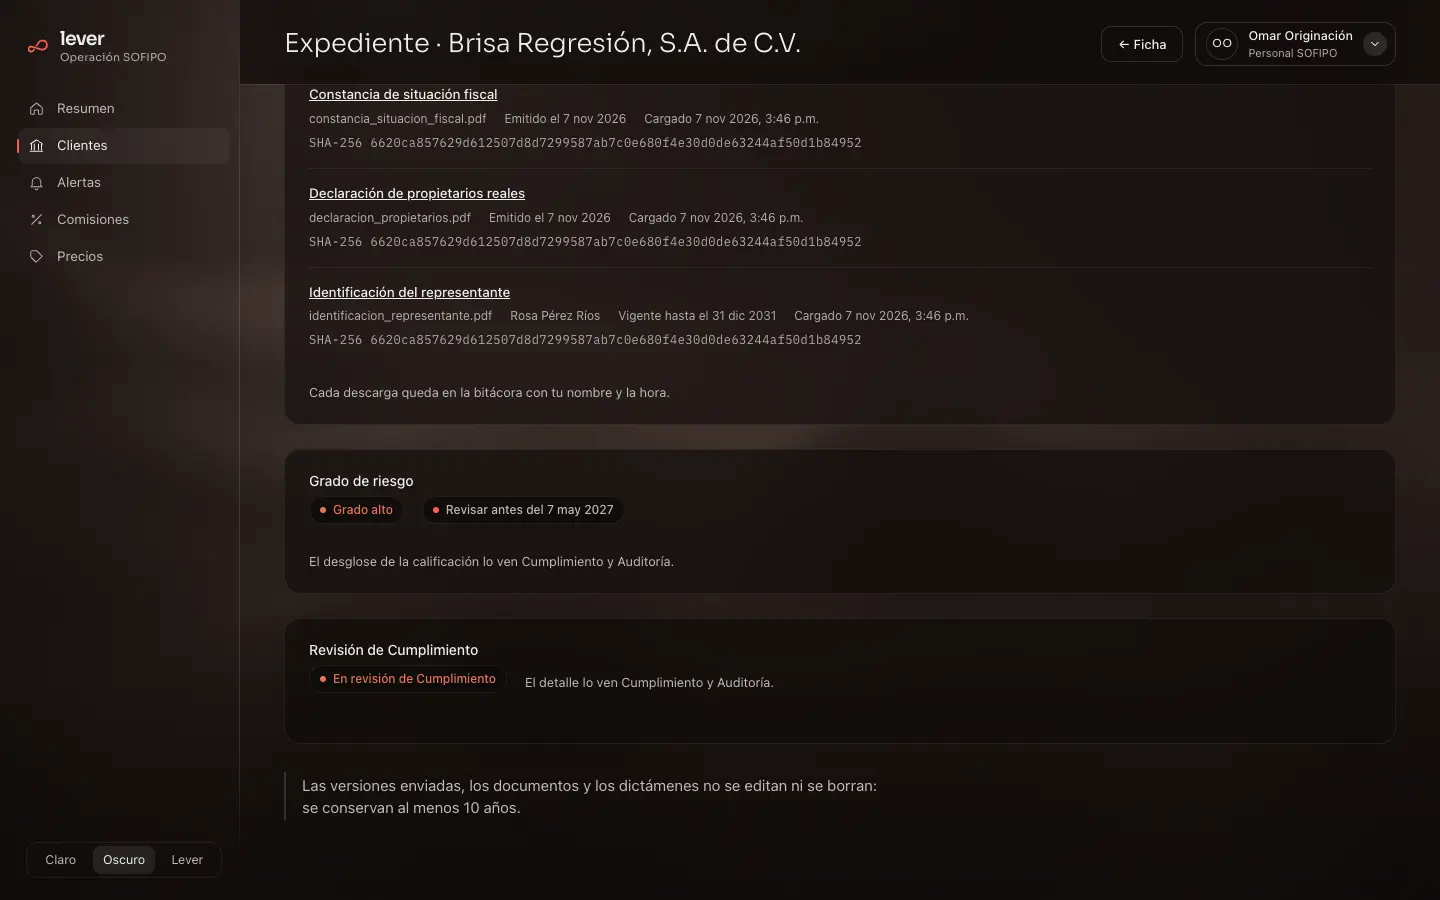 lever
Operación SOFIPO
Resumen
Clientes
Alertas
Comisiones
Precios
Claro Oscuro Lever
Expediente · Brisa Regresión, S.A. de C.V.
← Ficha
OO
Omar Originación
Personal SOFIPO
Constancia de situación fiscal
constancia_situacion_fiscal.pdf Emitido el 7 nov 2026 Cargado 7 nov 2026, 3:46 p.m.
SHA-256 6620ca857629d612507d8d7299587ab7c0e680f4e30d0de63244af50d1b84952
Declaración de propietarios reales
declaracion_propietarios.pdf Emitido el 7 nov 2026 Cargado 7 nov 2026, 3:46 p.m.
SHA-256 6620ca857629d612507d8d7299587ab7c0e680f4e30d0de63244af50d1b84952
Identificación del representante
identificacion_representante.pdf Rosa Pérez Ríos Vigente hasta el 31 dic 2031 Cargado 7 nov 2026, 3:46 p.m.
SHA-256 6620ca857629d612507d8d7299587ab7c0e680f4e30d0de63244af50d1b84952
Cada descarga queda en la bitácora con tu nombre y la hora.
Grado de riesgo
Grado alto Revisar antes del 7 may 2027
El desglose de la calificación lo ven Cumplimiento y Auditoría.
Revisión de Cumplimiento
En revisión de Cumplimiento El detalle lo ven Cumplimiento y Auditoría.
Las versiones enviadas, los documentos y los dictámenes no se editan ni se borran:
se conservan al menos 10 años.